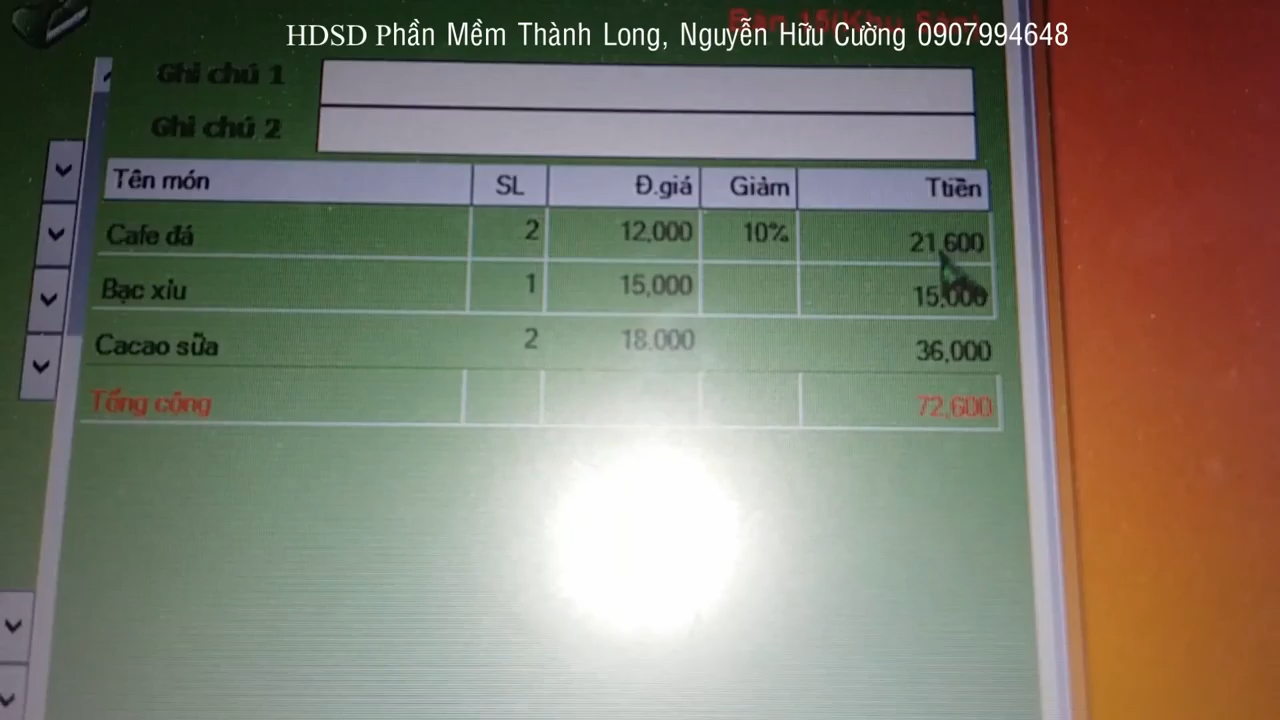 HDSD Phần Mềm Thành Long, Nguyễn Hữu Cường 0907994648
Ghi chú 1
Ghi chú 2
Tên món SL Đ.giá Giảm Ttiền
Cafe đá 2 12,000 10% 21,600
Bạc xỉu 1 15,000 15,000
Cacao sữa 2 18.000 36,000
Tổng cộng 72,600